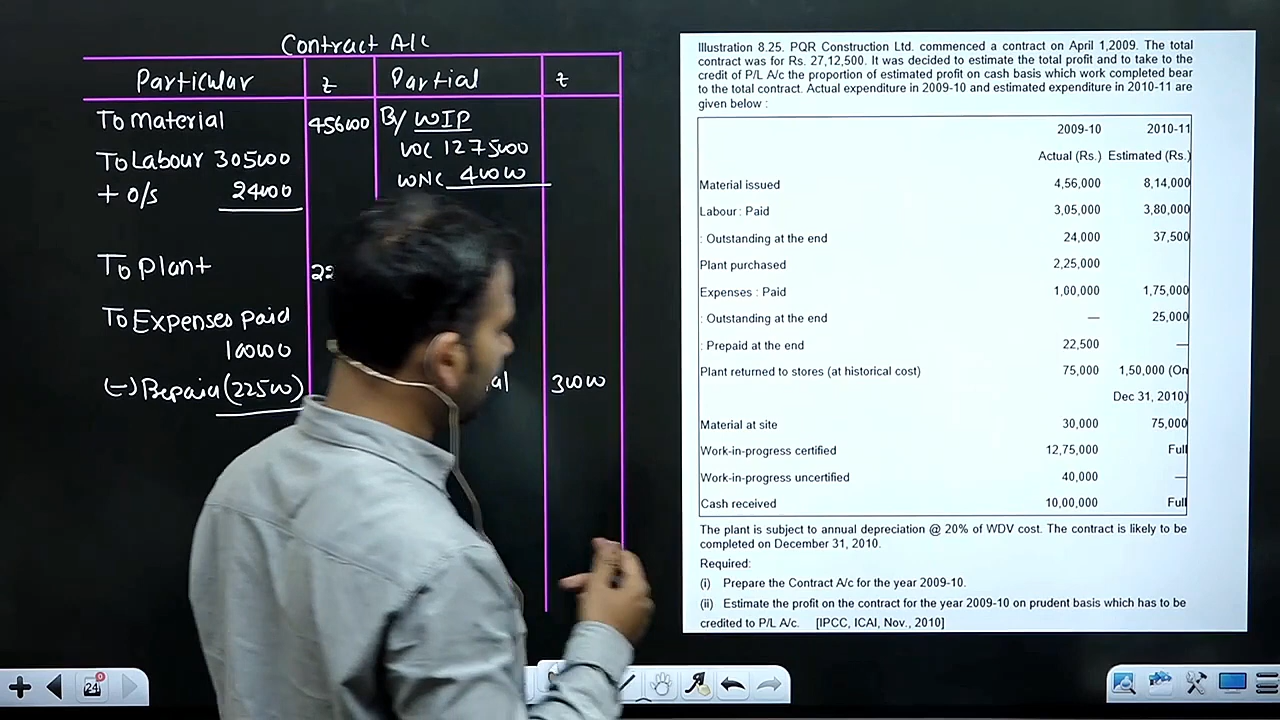 Contract A/C
Particular ₹ Partial ₹
To Material 456000 By WIP
WC 1275000
To Labour 305000
WNC 40000
+ O/s 24000
To Plant 22
To Expenses paid
100000
(-) Prepaid (22500)
al 30000
Illustration 8.25. PQR Construction Ltd. commenced a contract on April 1,2009. The total
contract was for Rs. 27,12,500. It was decided to estimate the total profit and to take to the
credit of P/L A/c the proportion of estimated profit on cash basis which work completed bear
to the total contract. Actual expenditure in 2009-10 and estimated expenditure in 2010-11 are
given below :
2009-10 2010-11
Actual (Rs.) Estimated (Rs.)
Material issued 4,56,000 8,14,000
Labour : Paid 3,05,000 3,80,000
: Outstanding at the end 24,000 37,500
Plant purchased 2,25,000
Expenses : Paid 1,00,000 1,75,000
: Outstanding at the end — 25,000
: Prepaid at the end 22,500 —
Plant returned to stores (at historical cost) 75,000 1,50,000 (On
Dec 31, 2010)
Material at site 30,000 75,000
Work-in-progress certified 12,75,000 Full
Work-in-progress uncertified 40,000 —
Cash received 10,00,000 Full
The plant is subject to annual depreciation @ 20% of WDV cost. The contract is likely to be
completed on December 31, 2010.
Required:
(i) Prepare the Contract A/c for the year 2009-10.
(ii) Estimate the profit on the contract for the year 2009-10 on prudent basis which has to be
credited to P/L A/c. [IPCC, ICAI, Nov., 2010]
24